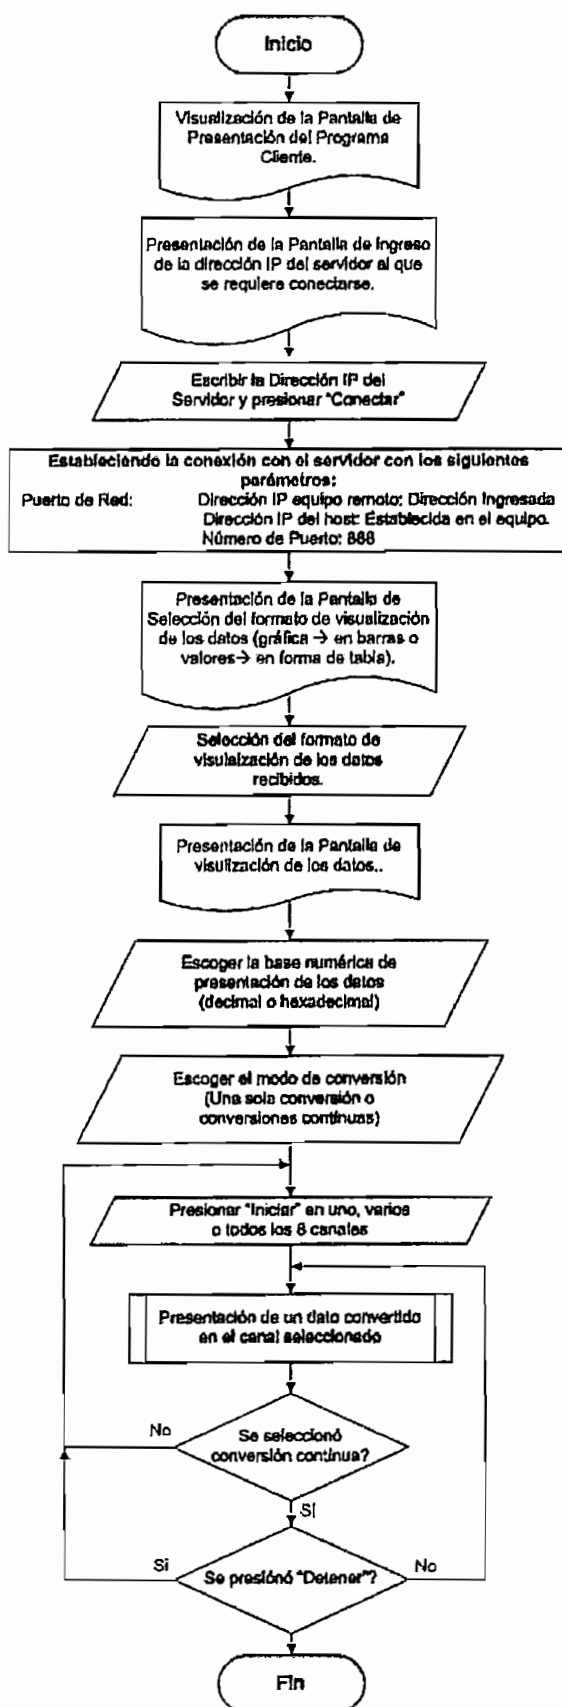 Inicio
Visualización de la Pantalla de
Presentación del Programa
Cliente.
Presentación de la Pantalla de Ingreso
de la dirección IP del servidor al que
se requiere conectarse.
Escribir la Dirección IP del
Servidor y presionar "Conectar"
Estableciendo la conexión con el servidor con los siguientes
parámetros:
Puerto de Red: Dirección IP equipo remoto: Dirección Ingresada
Dirección IP del host: Establecida en el equipo.
Número de Puerto: 888
Presentación de la Pantalla de
Selección del formato de visualización
de los datos (gráfica → en barras o
valores→ en forma de tabla).
Selección del formato de
visulaización de los datos
recibidos.
Presentación de la Pantalla de
visulización de los datos..
Escoger la base numérica de
presentación de los datos
(decimal o hexadecimal)
Escoger el modo de conversión
(Una sola conversión o
conversiones contínuas)
Presionar "Iniciar" en uno, varios
o todos los 8 canales
Presentación de un dato convertido
en el canal seleccionado
No
Se seleccionó
conversión contínua?
Sí
Si
Se presiónó "Detener"?
No
Fin